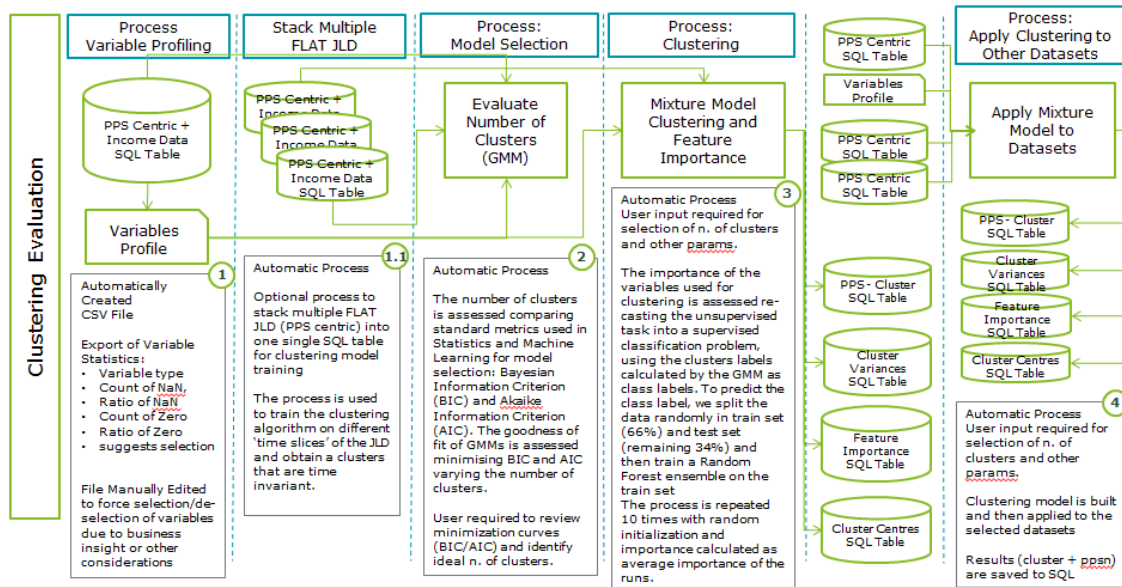 Clustering Evaluation
Process
Variable Profiling
PPS Centric +
Income Data
SQL Table
Variables
Profile
1
Automatically
Created
CSV File
Export of Variable
Statistics:
• Variable type
• Count of NaN,
• Ratio of NaN
• Count of Zero
• Ratio of Zero
• suggests selection
File Manually Edited
to force selection/de-
selection of variables
due to business
insight or other
considerations
Stack Multiple
FLAT JLD
PPS Centric +
Income Data
PPS Centric +
Income Data
PPS Centric +
Income Data
SQL Table
1.1
Automatic Process
Optional process to
stack multiple FLAT
JLD (PPS centric) into
one single SQL table
for clustering model
training
The process is used
to train the clustering
algorithm on different
'time slices' of the JLD
and obtain a clusters
that are time
invariant.
Process:
Model Selection
Evaluate
Number of
Clusters
(GMM)
2
Automatic Process
The number of clusters
is assessed comparing
standard metrics used in
Statistics and Machine
Learning for model
selection: Bayesian
Information Criterion
(BIC) and Akaike
Information Criterion
(AIC). The goodness of
fit of GMMs is assessed
minimising BIC and AIC
varying the number of
clusters.
User required to review
minimization curves
(BIC/AIC) and identify
ideal n. of clusters.
Process:
Clustering
Mixture Model
Clustering and
Feature
Importance
3
Automatic Process
User input required for
selection of n. of clusters
and other params.
The importance of the
variables used for
clustering is assessed re-
casting the unsupervised
task into a supervised
classification problem,
using the clusters labels
calculated by the GMM as
class labels. To predict the
class label, we split the
data randomly in train set
(66%) and test set
(remaining 34%) and
then train a Random
Forest ensemble on the
train set
The process is repeated
10 times with random
initialization and
importance calculated as
average importance of the
runs.
PPS Centric
SQL Table
Variables
Profile
PPS Centric
SQL Table
PPS Centric
SQL Table
PPS - Cluster
SQL Table
Cluster
Variances
SQL Table
Feature
Importance
SQL Table
Cluster Centres
SQL Table
Process:
Apply Clustering to
Other Datasets
Apply Mixture
Model to
Datasets
PPS - Cluster
SQL Table
Cluster
Variances
SQL Table
Feature
Importance
SQL Table
Cluster Centres
SQL Table
4
Automatic Process
User input required for
selection of n. of
clusters and other
params.
Clustering model is built
and then applied to the
selected datasets
Results (cluster + ppsn)
are saved to SQL